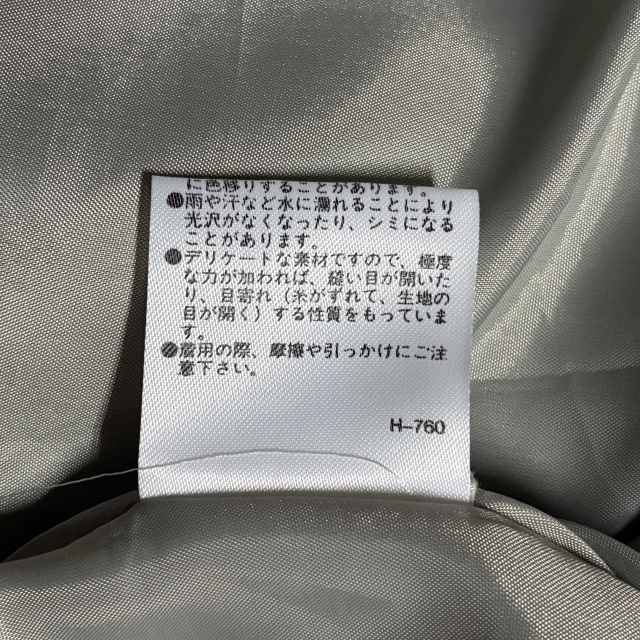 に色移りすることがあります。
●雨や汗など水に濡れることにより
光沢がなくなったり、シミになる
ことがあります。
●デリケートな素材ですので、極度
な力が加われば、縫い目が開いた
り、目寄れ（糸がずれて、生地の
目が開く）する性質をもっていま
す。
●着用の際、摩擦や引っかけにご注
意下さい。
H-760